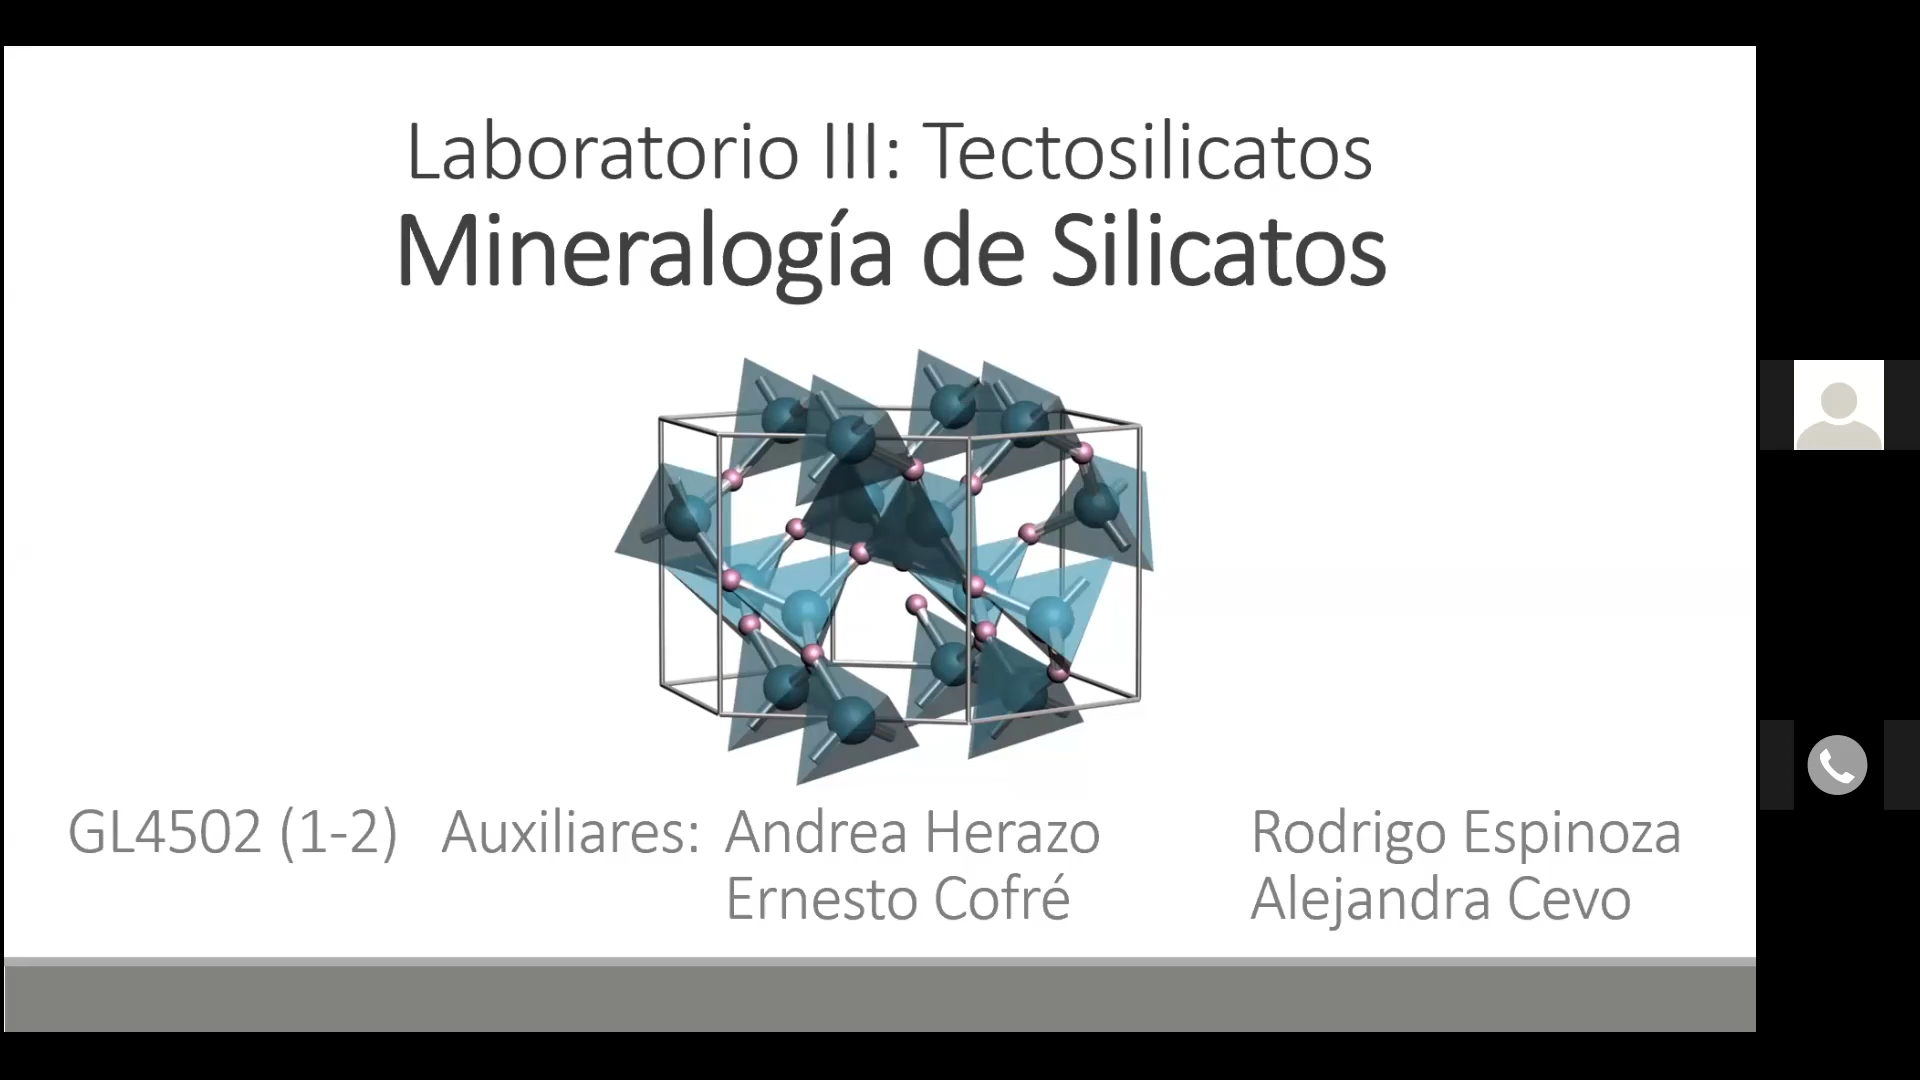 Laboratorio III: Tectosilicatos
Mineralogía de Silicatos
GL4502 (1-2) Auxiliares: Andrea Herazo Rodrigo Espinoza
Ernesto Cofré Alejandra Cevo